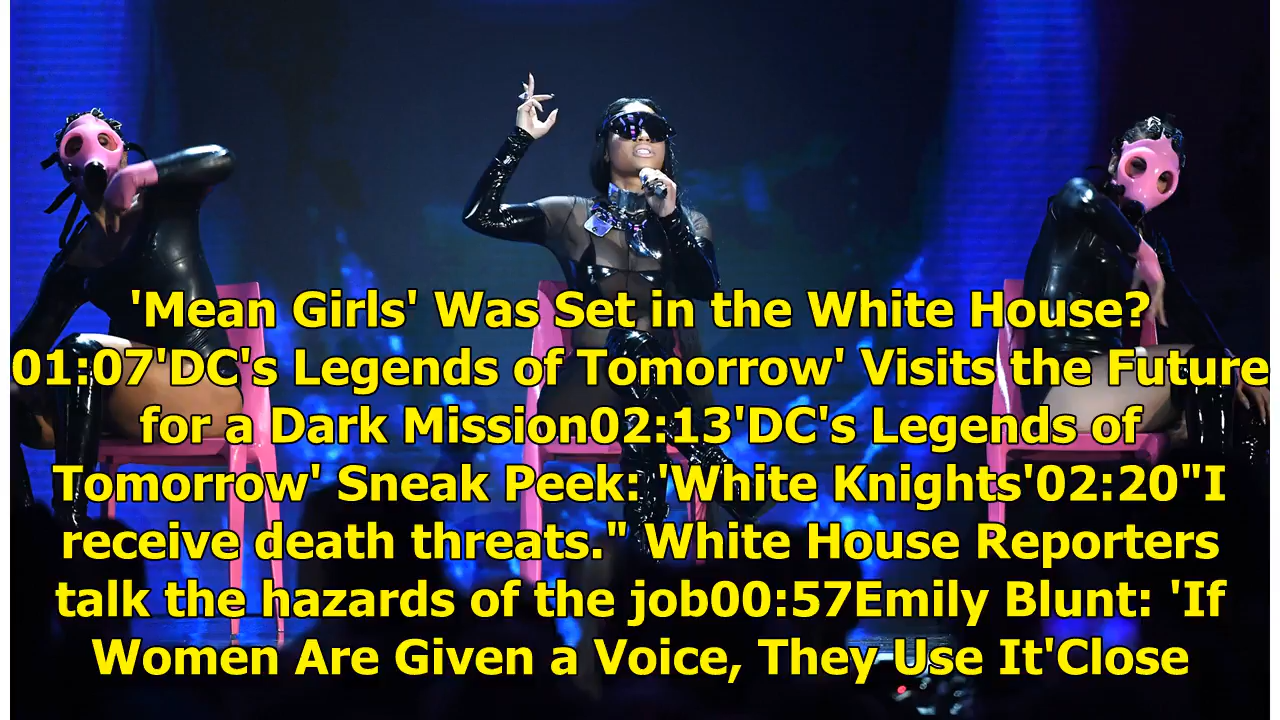 'Mean Girls' Was Set in the White House?
01:07'DC's Legends of Tomorrow' Visits the Future
for a Dark Mission02:13'DC's Legends of
Tomorrow' Sneak Peek: 'White Knights'02:20"I
receive death threats." White House Reporters
talk the hazards of the job00:57Emily Blunt: 'If
Women Are Given a Voice, They Use It'Close